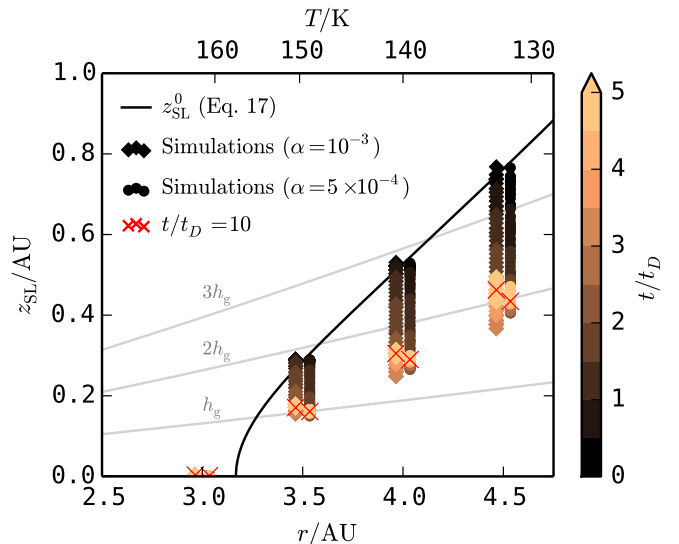 T/K
160 150 140 130
1.0
0.8
0.6
0.4
0.2
0.0
z_SL/AU
z⁰_SL (Eq. 17)
Simulations (α=10⁻³)
Simulations (α=5×10⁻⁴)
t/t_D=10
3h_g
2h_g
h_g
2.5 3.0 3.5 4.0 4.5
r/AU
5
4
3
2
1
0
t/t_D